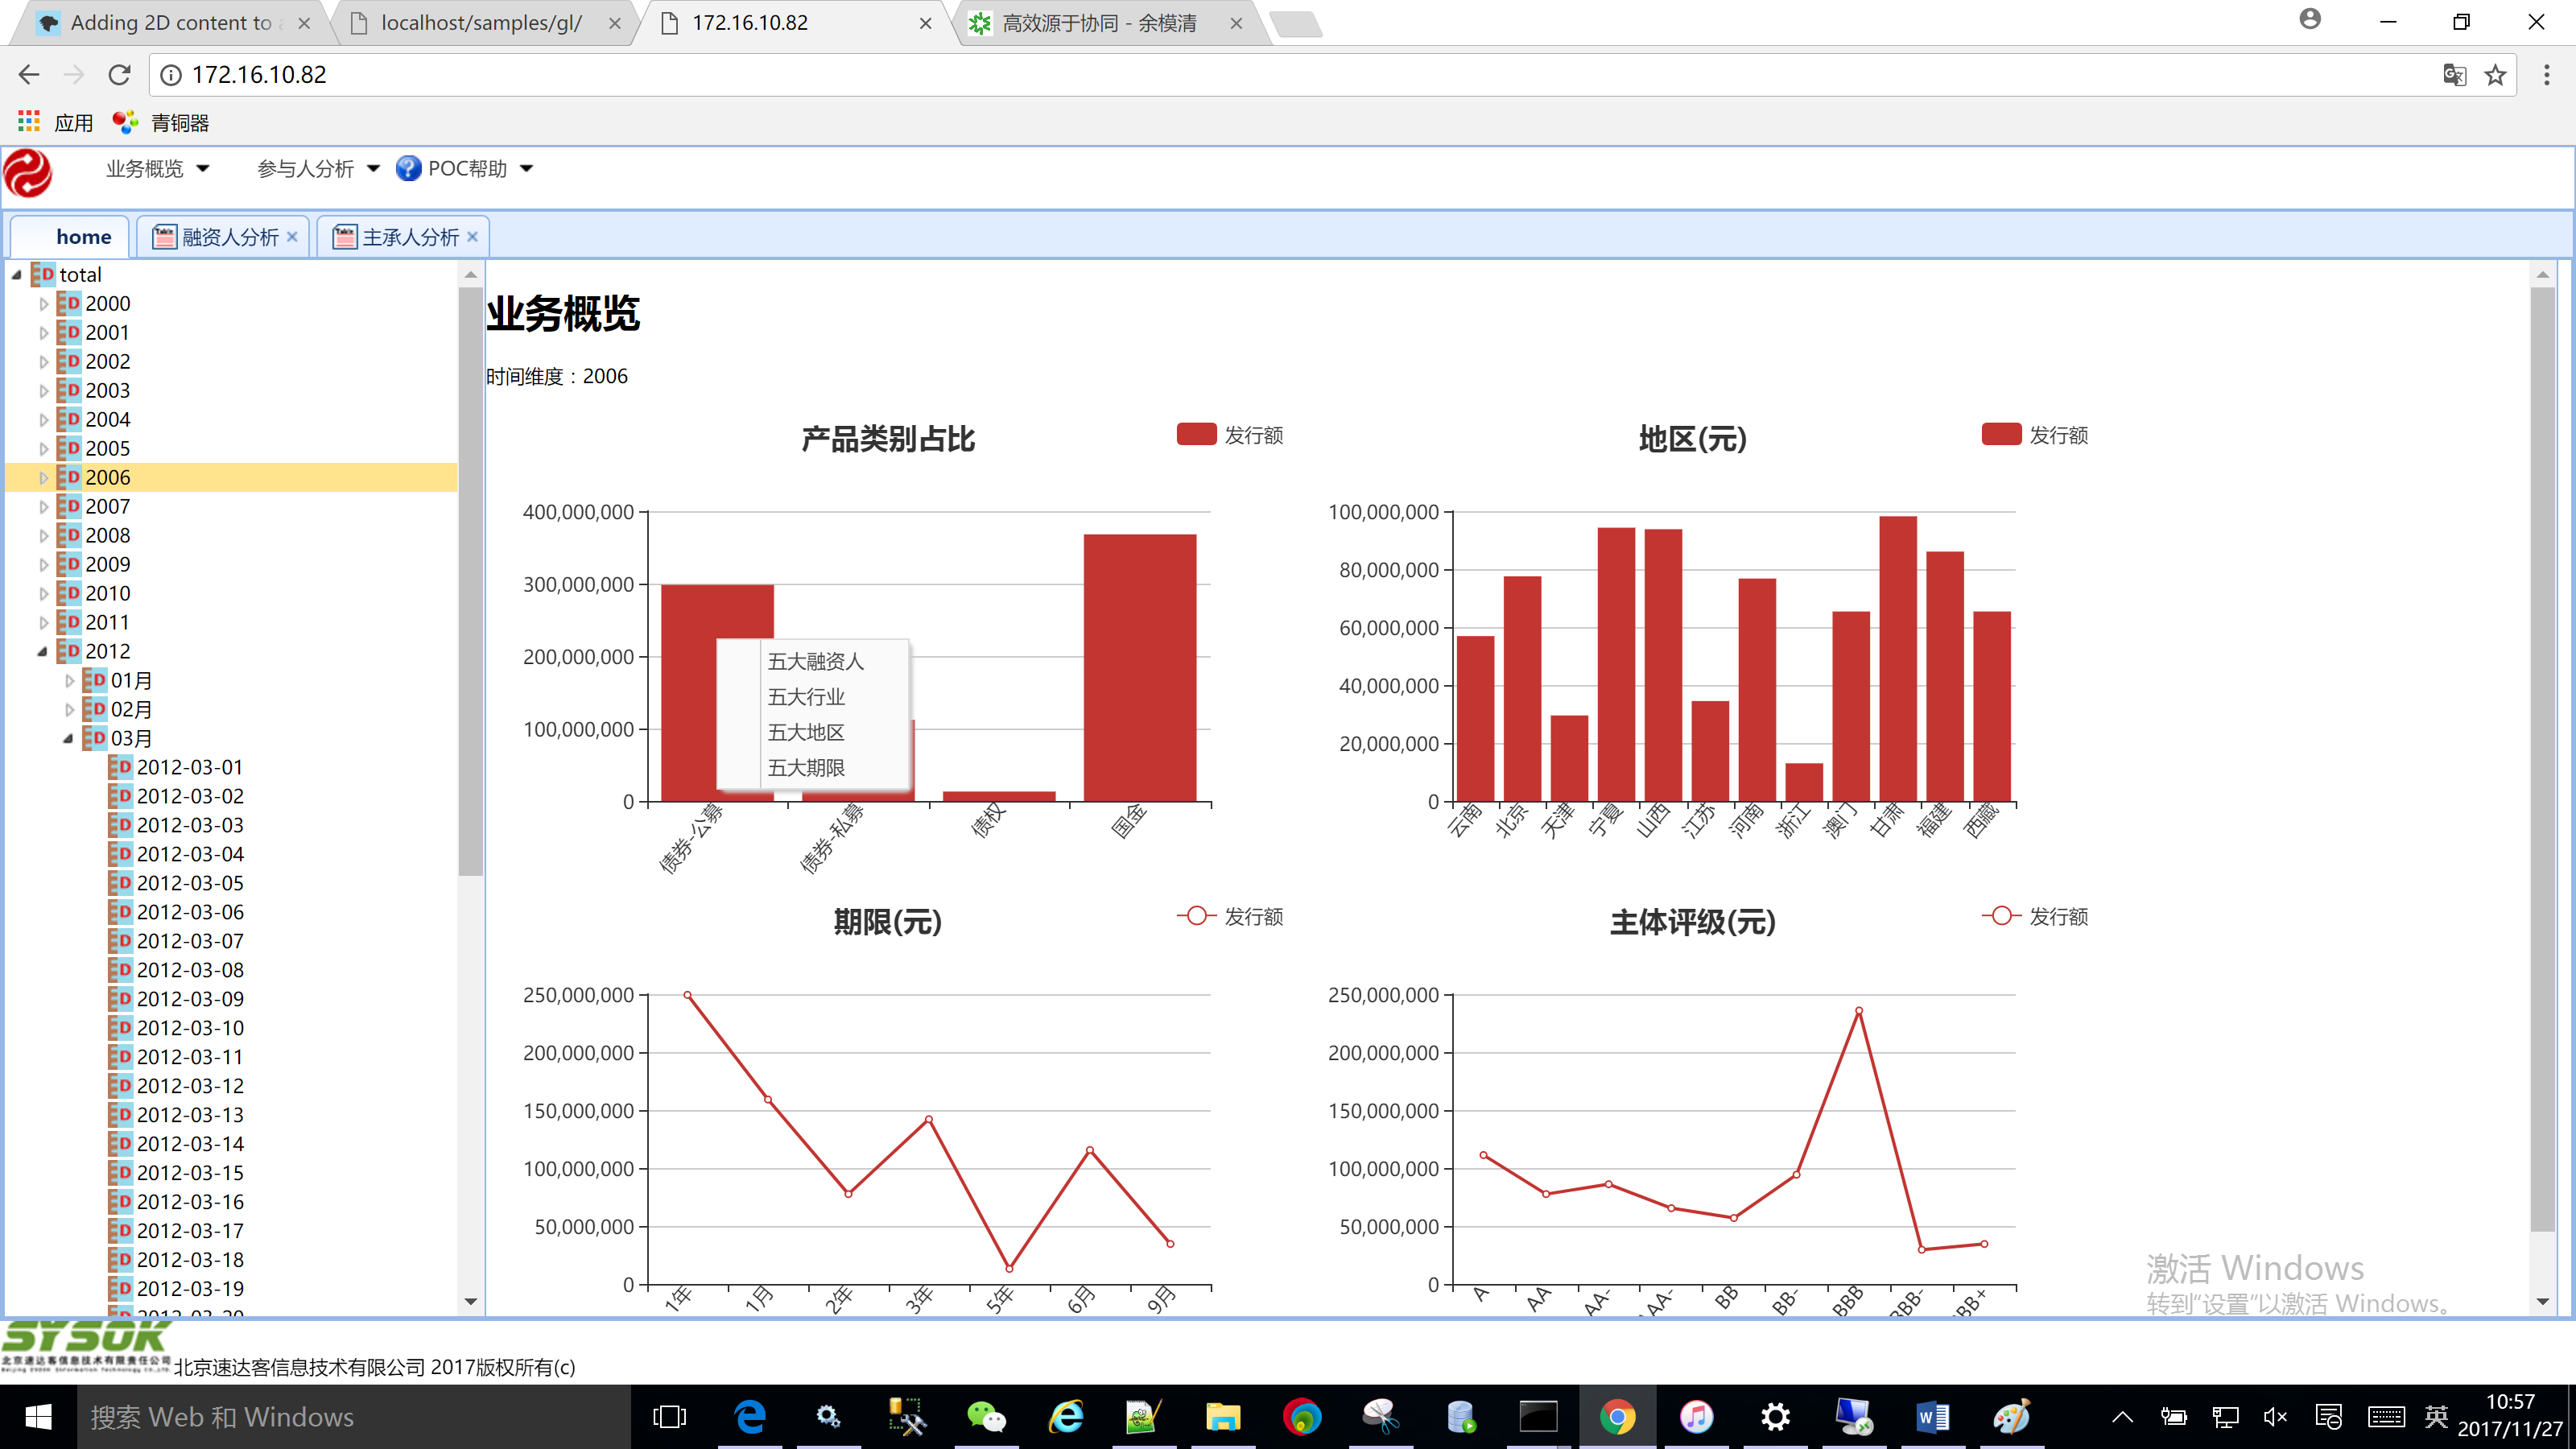 Adding 2D content to a
localhost/samples/gl/
172.16.10.82
高效源于协同 - 余模清
172.16.10.82
应用
青铜器
业务概览
参与人分析
POC帮助
home
融资人分析
主承人分析
total
2000
2001
2002
2003
2004
2005
2006
2007
2008
2009
2010
2011
2012
01月
02月
03月
2012-03-01
2012-03-02
2012-03-03
2012-03-04
2012-03-05
2012-03-06
2012-03-07
2012-03-08
2012-03-09
2012-03-10
2012-03-11
2012-03-12
2012-03-13
2012-03-14
2012-03-15
2012-03-16
2012-03-17
2012-03-18
2012-03-19
2012-03-20
业务概览
时间维度：2006
产品类别占比
发行额
400,000,000
300,000,000
200,000,000
100,000,000
0
五大融资人
五大行业
五大地区
五大期限
债券-公募
债券-私募
债权
国金
地区(元)
发行额
100,000,000
80,000,000
60,000,000
40,000,000
20,000,000
0
云南
北京
天津
宁夏
山西
江苏
河南
浙江
澳门
甘肃
福建
西藏
期限(元)
发行额
250,000,000
200,000,000
150,000,000
100,000,000
50,000,000
0
1年
1月
2年
3年
5年
6月
9月
主体评级(元)
发行额
250,000,000
200,000,000
150,000,000
100,000,000
50,000,000
0
A
AA
AA-
AA-
BB
BB-
BBB
BBB-
BB+
激活 Windows
转到"设置"以激活 Windows。
SYSOK
北京速达客信息技术有限责任公司
北京速达客信息技术有限公司 2017版权所有(c)
搜索 Web 和 Windows
英
10:57
2017/11/27